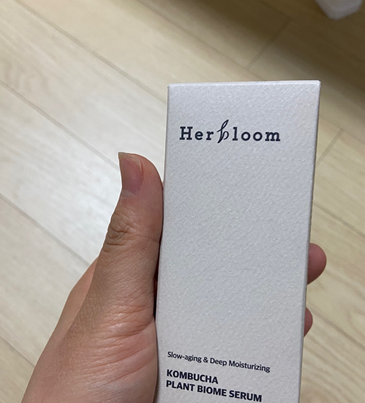 Herbloom
Slow-aging & Deep Moisturizing
KOMBUCHA
PLANT BIOME SERUM